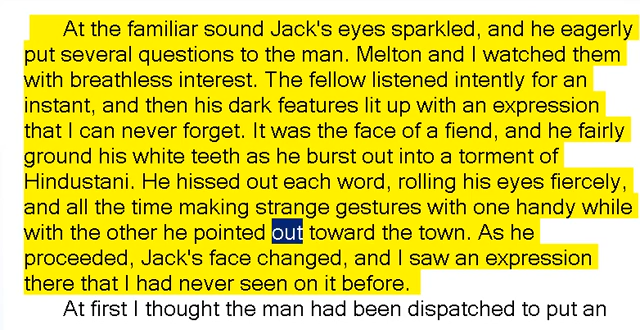 At the familiar sound Jack's eyes sparkled, and he eagerly
put several questions to the man. Melton and I watched them
with breathless interest. The fellow listened intently for an
instant, and then his dark features lit up with an expression
that I can never forget. It was the face of a fiend, and he fairly
ground his white teeth as he burst out into a torment of
Hindustani. He hissed out each word, rolling his eyes fiercely,
and all the time making strange gestures with one handy while
with the other he pointed out toward the town. As he
proceeded, Jack's face changed, and I saw an expression
there that I had never seen on it before.
At first I thought the man had been dispatched to put an